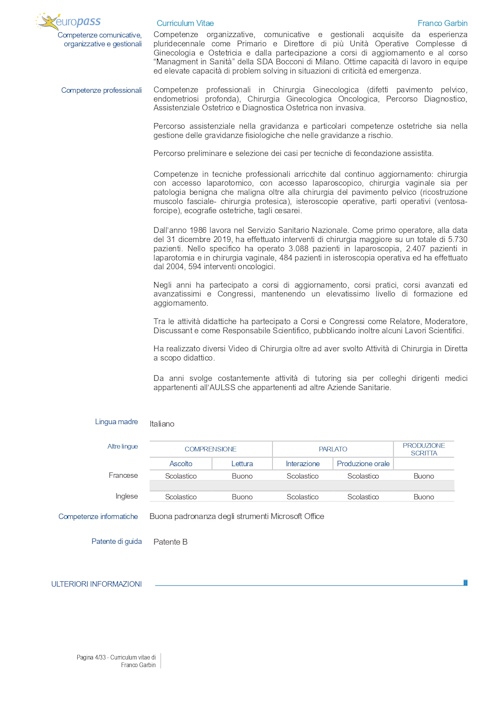 europass
Curriculum Vitae
Franco Garbin
Competenze comunicative,
organizzative e gestionali
Competenze organizzative, comunicative e gestionali acquisite da esperienza
pluridecennale come Primario e Direttore di più Unità Operative Complesse di
Ginecologia e Ostetricia e dalla partecipazione a corsi di aggiornamento e al corso
“Managment in Sanità” della SDA Bocconi di Milano. Ottime capacità di lavoro in equipe
ed elevate capacità di problem solving in situazioni di criticità ed emergenza.
Competenze professionali
Competenze professionali in Chirurgia Ginecologica (difetti pavimento pelvico,
endometriosi profonda), Chirurgia Ginecologica Oncologica, Percorso Diagnostico,
Assistenziale Ostetrico e Diagnostica Ostetrica non invasiva.
Percorso assistenziale nella gravidanza e particolari competenze ostetriche sia nella
gestione delle gravidanze fisiologiche che nelle gravidanze a rischio.
Percorso preliminare e selezione dei casi per tecniche di fecondazione assistita.
Competenze in tecniche professionali arricchite dal continuo aggiornamento: chirurgia
con accesso laparotomico, con accesso laparoscopico, chirurgia vaginale sia per
patologia benigna che maligna oltre alla chirurgia del pavimento pelvico (ricostruzione
muscolo fasciale- chirurgia protesica), isteroscopie operative, parti operativi (ventosa-
forcipe), ecografie ostetriche, tagli cesarei.
Dall’anno 1986 lavora nel Servizio Sanitario Nazionale. Come primo operatore, alla data
del 31 dicembre 2019, ha effettuato interventi di chirurgia maggiore su un totale di 5.730
pazienti. Nello specifico ha operato 3.088 pazienti in laparoscopia, 2.407 pazienti in
laparotomia e in chirurgia vaginale, 484 pazienti in isteroscopia operativa ed ha effettuato
dal 2004, 594 interventi oncologici.
Negli anni ha partecipato a corsi di aggiornamento, corsi pratici, corsi avanzati ed
avanzatissimi e Congressi, mantenendo un elevatissimo livello di formazione ed
aggiornamento.
Tra le attività didattiche ha partecipato a Corsi e Congressi come Relatore, Moderatore,
Discussant e come Responsabile Scientifico, pubblicando inoltre alcuni Lavori Scientifici.
Ha realizzato diversi Video di Chirurgia oltre ad aver svolto Attività di Chirurgia in Diretta
a scopo didattico.
Da anni svolge costantemente attività di tutoring sia per colleghi dirigenti medici
appartenenti all’AULSS che appartenenti ad altre Aziende Sanitarie.
Lingua madre
Italiano
Altre lingue
COMPRENSIONE PARLATO PRODUZIONE
SCRITTA
Ascolto Lettura Interazione Produzione orale
Francese Scolastico Buono Scolastico Scolastico Buono
Inglese Scolastico Buono Scolastico Scolastico Buono
Competenze informatiche
Buona padronanza degli strumenti Microsoft Office
Patente di guida
Patente B
ULTERIORI INFORMAZIONI
Pagina 4/33 - Curriculum vitae di
Franco Garbin